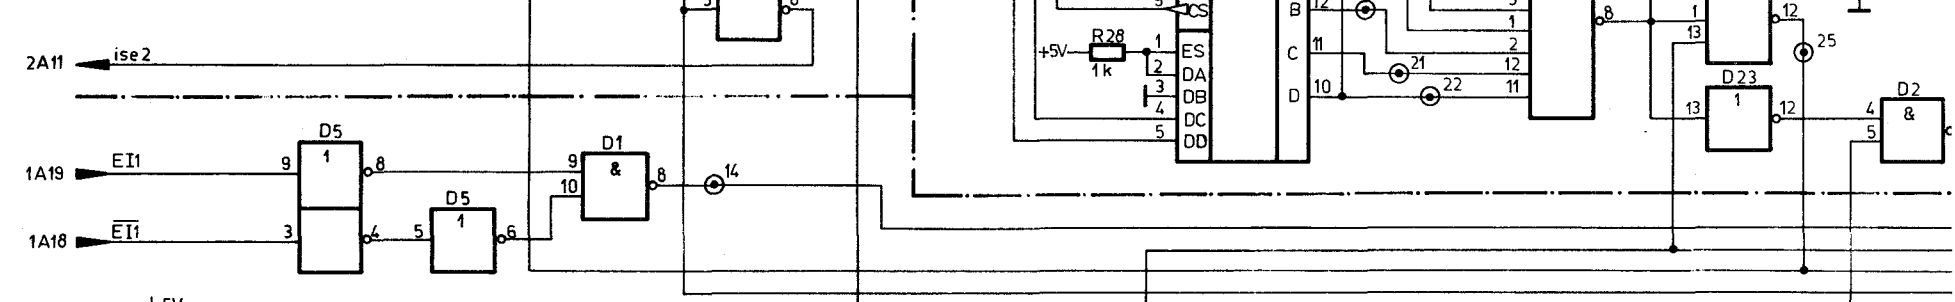 CS
B 12
5 8 1 12
13
+5V R28 1k 1 ES
C 11
2
21
12
25
2A11 ise2
2 DA
3 DB
D 10
22
11
D23
1
13 12
D2
&
4
5
4 DC
5 DD
D5
1
1A19 EI1 9 8
D1
&
9
10
8
14
D5
1
1A18 E̅I̅1̅ 3 4 5 6
+5V